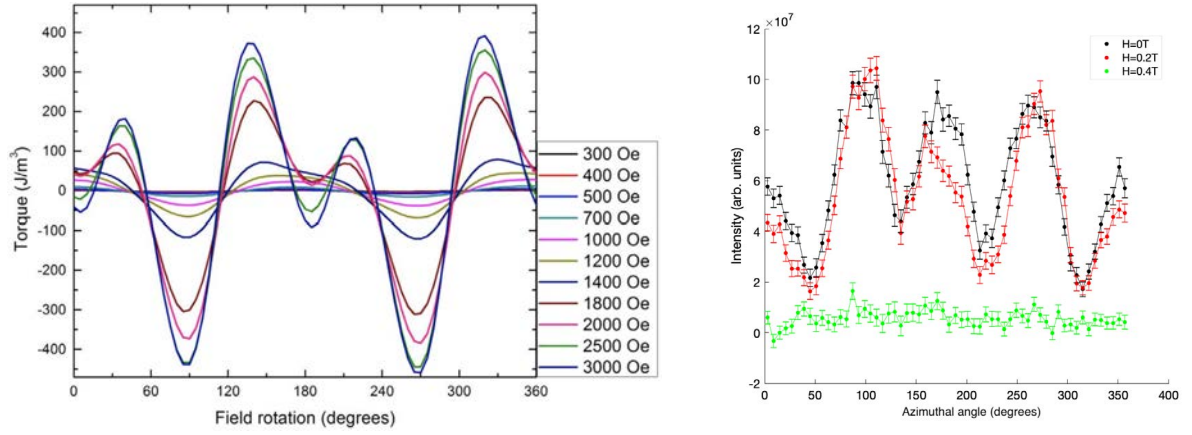 400
300
200
100
0
-100
-200
-300
-400
Torque (J/m³)
0 60 120 180 240 300 360
Field rotation (degrees)
300 Oe
400 Oe
500 Oe
700 Oe
1000 Oe
1200 Oe
1400 Oe
1800 Oe
2000 Oe
2500 Oe
3000 Oe
×10⁷
12
10
8
6
4
2
0
-2
Intensity (arb. units)
H=0T
H=0.2T
H=0.4T
0 50 100 150 200 250 300 350 400
Azimuthal angle (degrees)